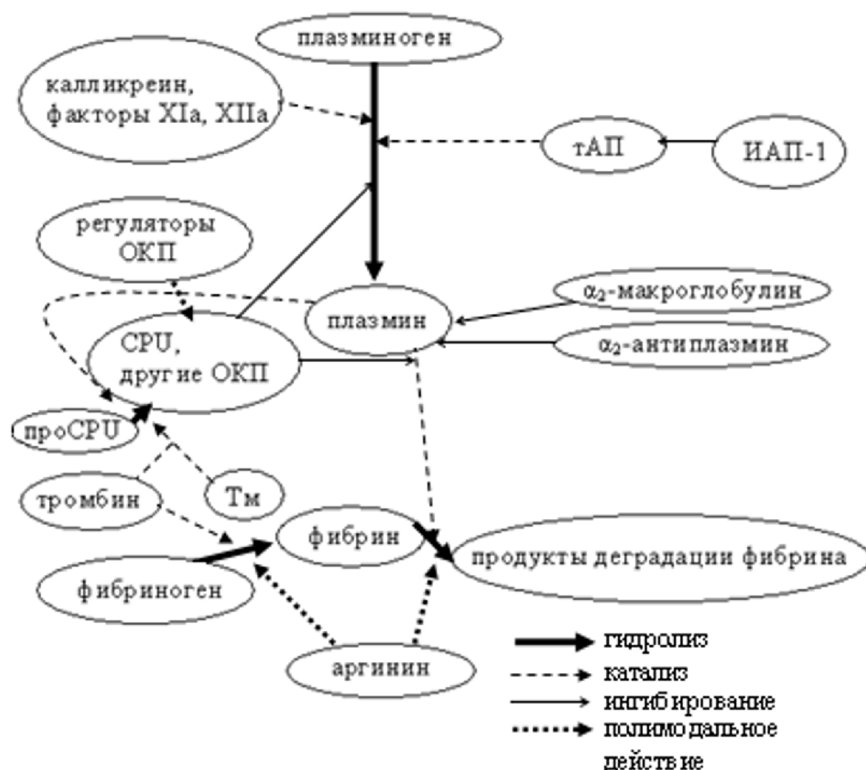 плазминоген
калликреин,
факторы XIa, XIIa
тАП
ИАП-1
регуляторы
ОКП
α₂-макроглобулин
плазмин
α₂-антиплазмин
CPU,
другие ОКП
проCPU
тромбин
Тм
фибрин
продукты деградации фибрина
фибриноген
аргинин
гидролиз
катализ
ингибирование
полимодальное
действие